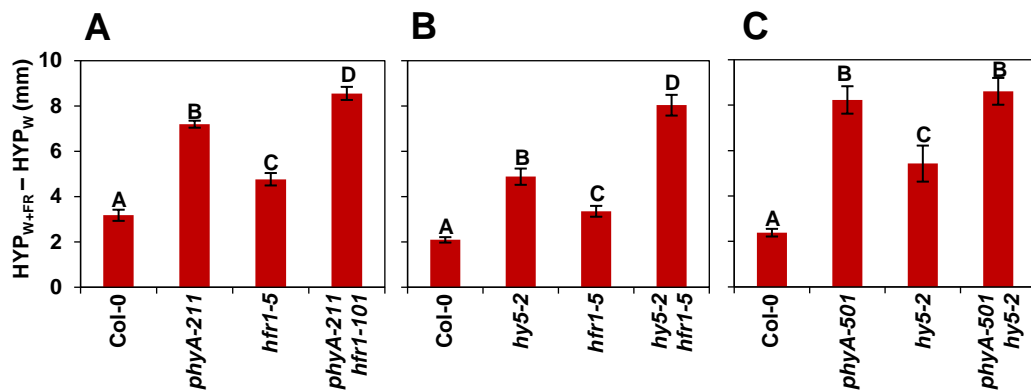 A
B
C
HYPW+FR – HYPW (mm)
10
8
6
4
2
0
A
B
C
D
Col-0
phyA-211
hfr1-5
phyA-211
hfr1-101
A
B
C
D
Col-0
hy5-2
hfr1-5
hy5-2
hfr1-5
A
B
C
B
Col-0
phyA-501
hy5-2
phyA-501
hy5-2